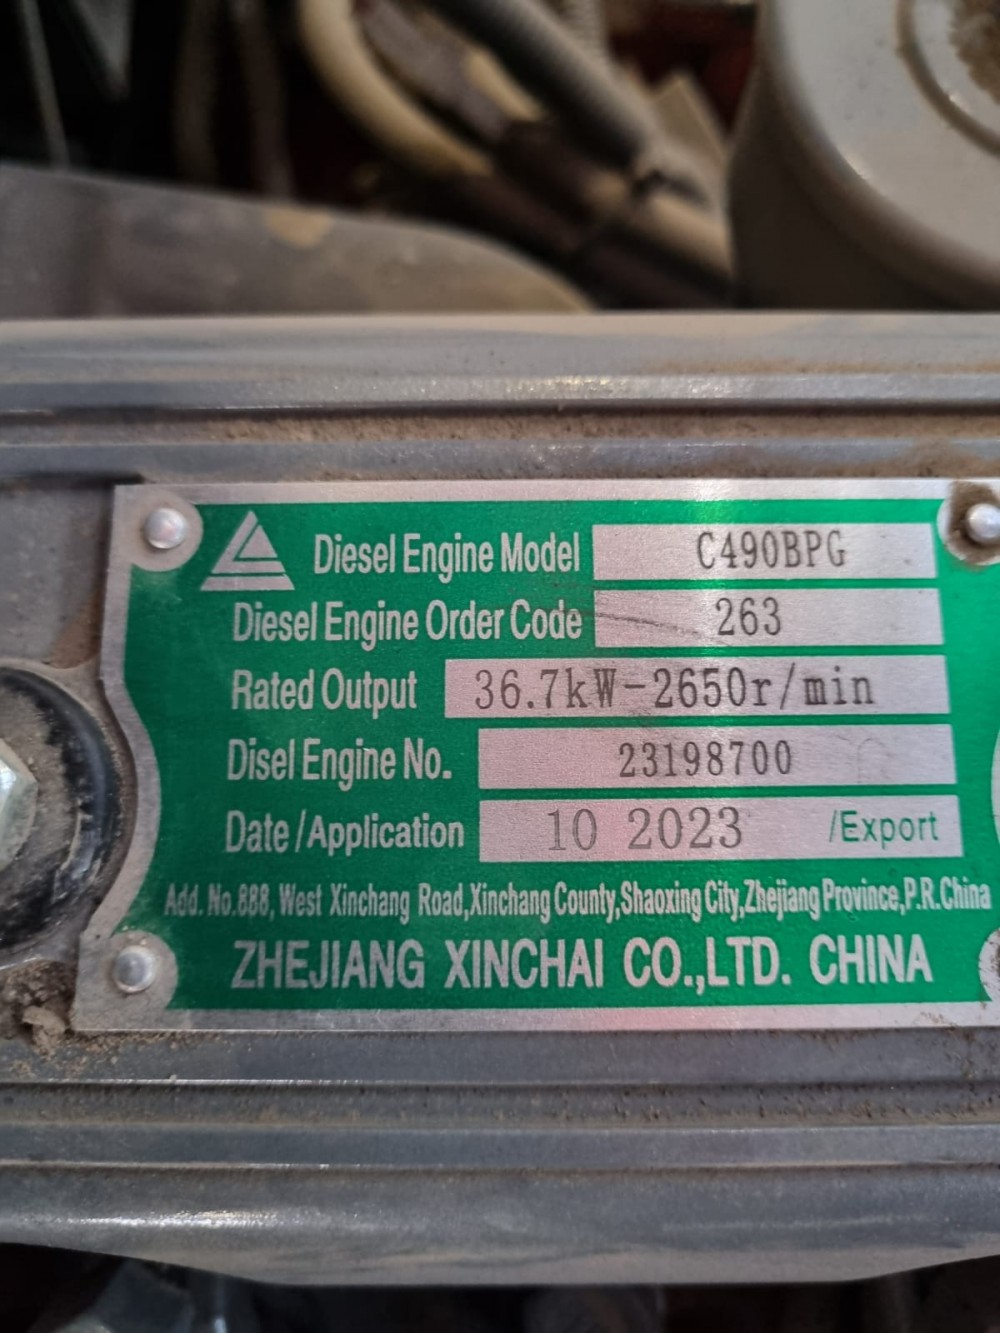 Diesel Engine Model C490BPG
Diesel Engine Order Code 263
Rated Output 36.7kW-2650r/min
Disel Engine No. 23198700
Date/Application 10 2023 /Export
Add. No.888, West Xinchang Road,Xinchang County,Shaoxing City,Zhejiang Province,P.R.China
ZHEJIANG XINCHAI CO.,LTD. CHINA